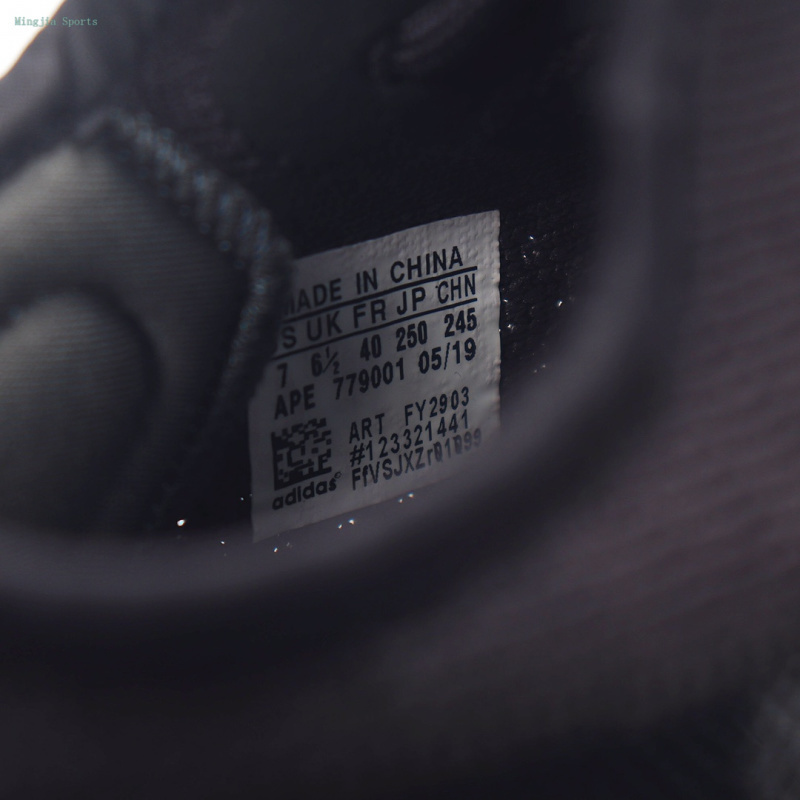 Mingjia Sports
MADE IN CHINA
S UK FR JP CHN
7 6½ 40 250 245
APE 779001 05/19
ART FY2903
#123321441
adidas